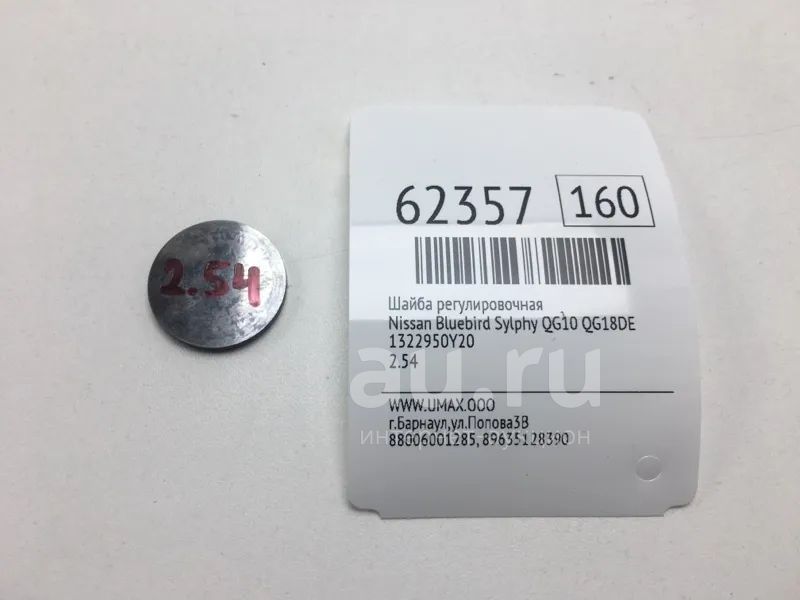 2.54
62357 160
Шайба регулировочная
Nissan Bluebird Sylphy QG10 QG18DE
1322950Y20
2.54
au.ru
WWW.UMAX.OOO
г.Барнаул,ул.Попова3В
88006001285, 89635128390